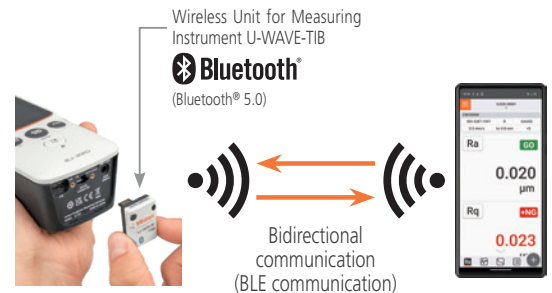 Wireless Unit for Measuring
Instrument U-WAVE-TIB
Bluetooth®
(Bluetooth® 5.0)
Bidirectional
communication
(BLE communication)
Ra
GO
0.020
µm
Rq
+NG
0.023
Ra